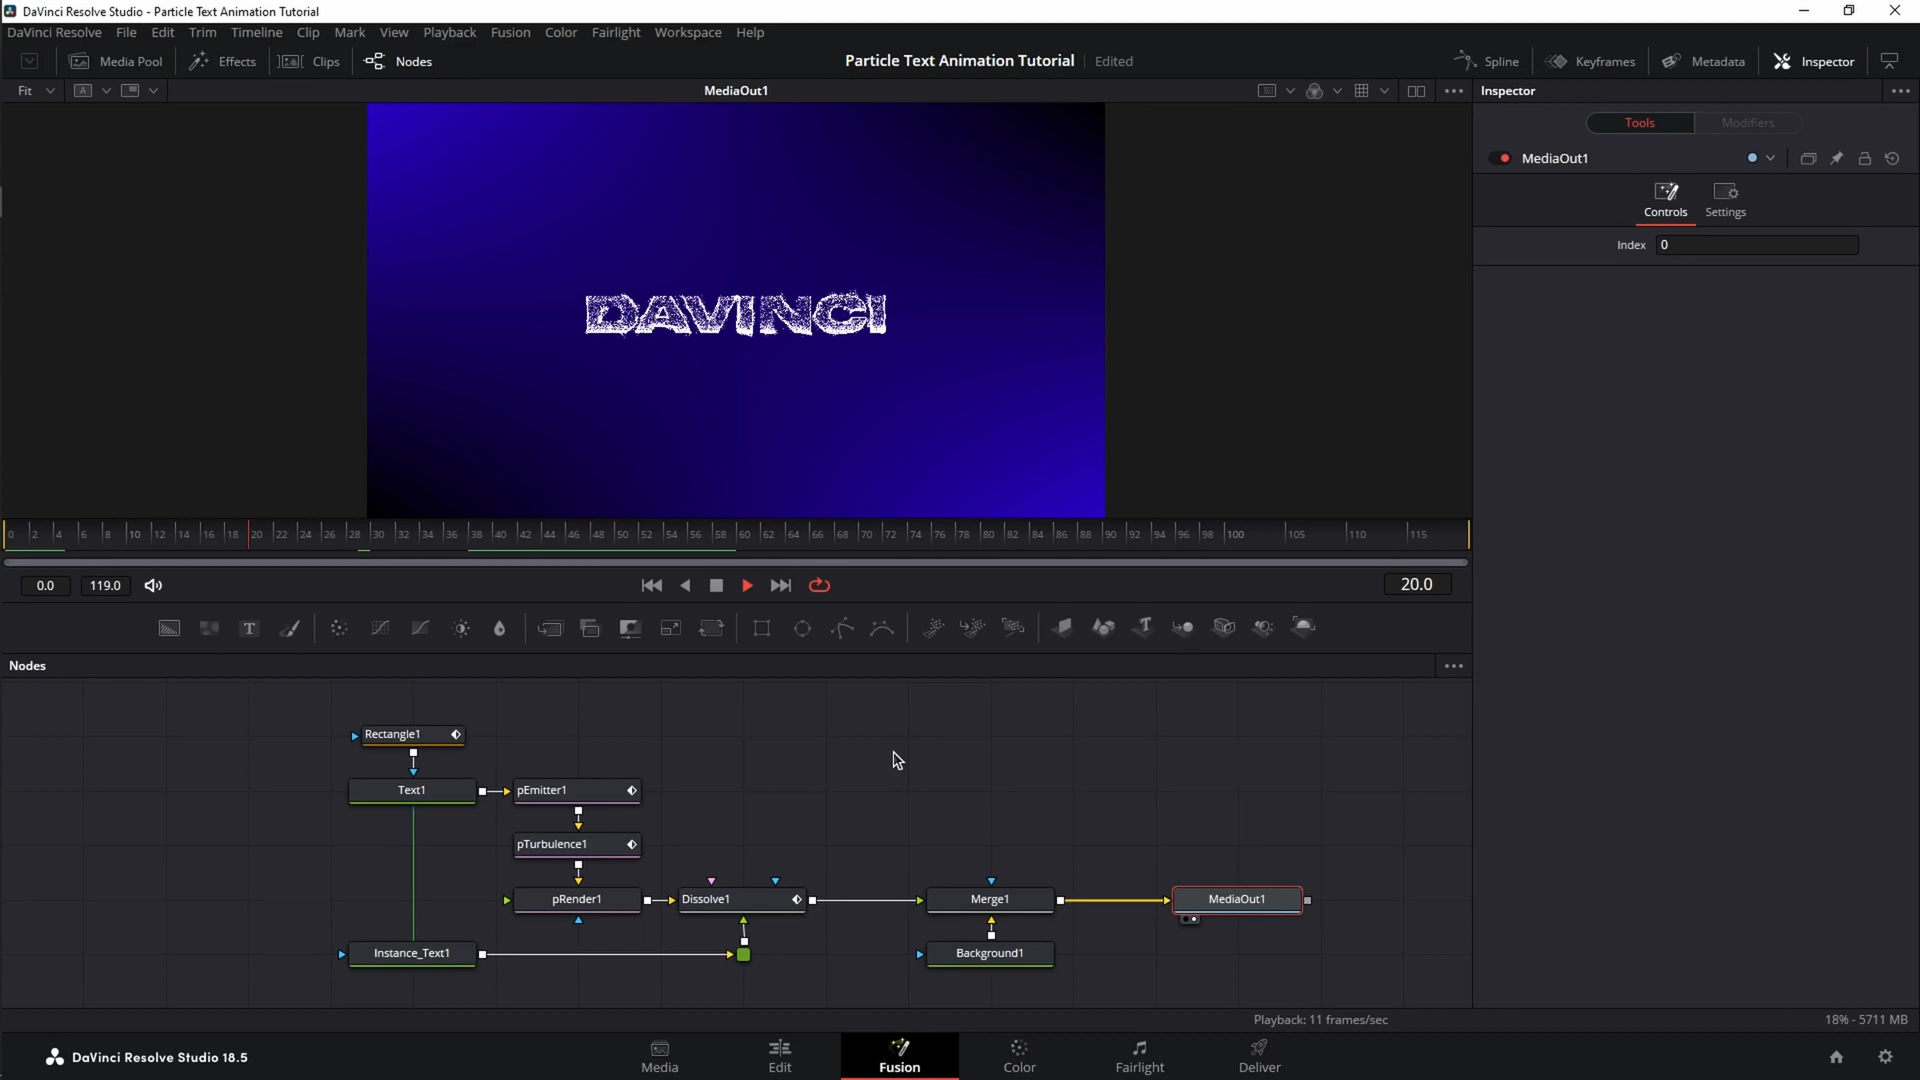 DaVinci Resolve Studio - Particle Text Animation Tutorial
DaVinci Resolve File Edit Trim Timeline Clip Mark View Playback Fusion Color Fairlight Workspace Help
Media Pool Effects Clips Nodes Particle Text Animation Tutorial Edited Spline Keyframes Metadata Inspector
Fit A MediaOut1 Inspector
Tools Modifiers
MediaOut1
Controls Settings
Index 0
DAVINCI
0 2 4 6 8 10 12 14 16 18 20 22 24 26 28 30 32 34 36 38 40 42 44 46 48 50 52 54 56 58 60 62 64 66 68 70 72 74 76 78 80 82 84 86 88 90 92 94 96 98 100 105 110 115
0.0 119.0 20.0
T T
Nodes
Rectangle1
Text1 pEmitter1
pTurbulence1
pRender1 Dissolve1 Merge1 MediaOut1
Instance_Text1 Background1
Playback: 11 frames/sec 18% - 5711 MB
DaVinci Resolve Studio 18.5 Media Edit Fusion Color Fairlight Deliver